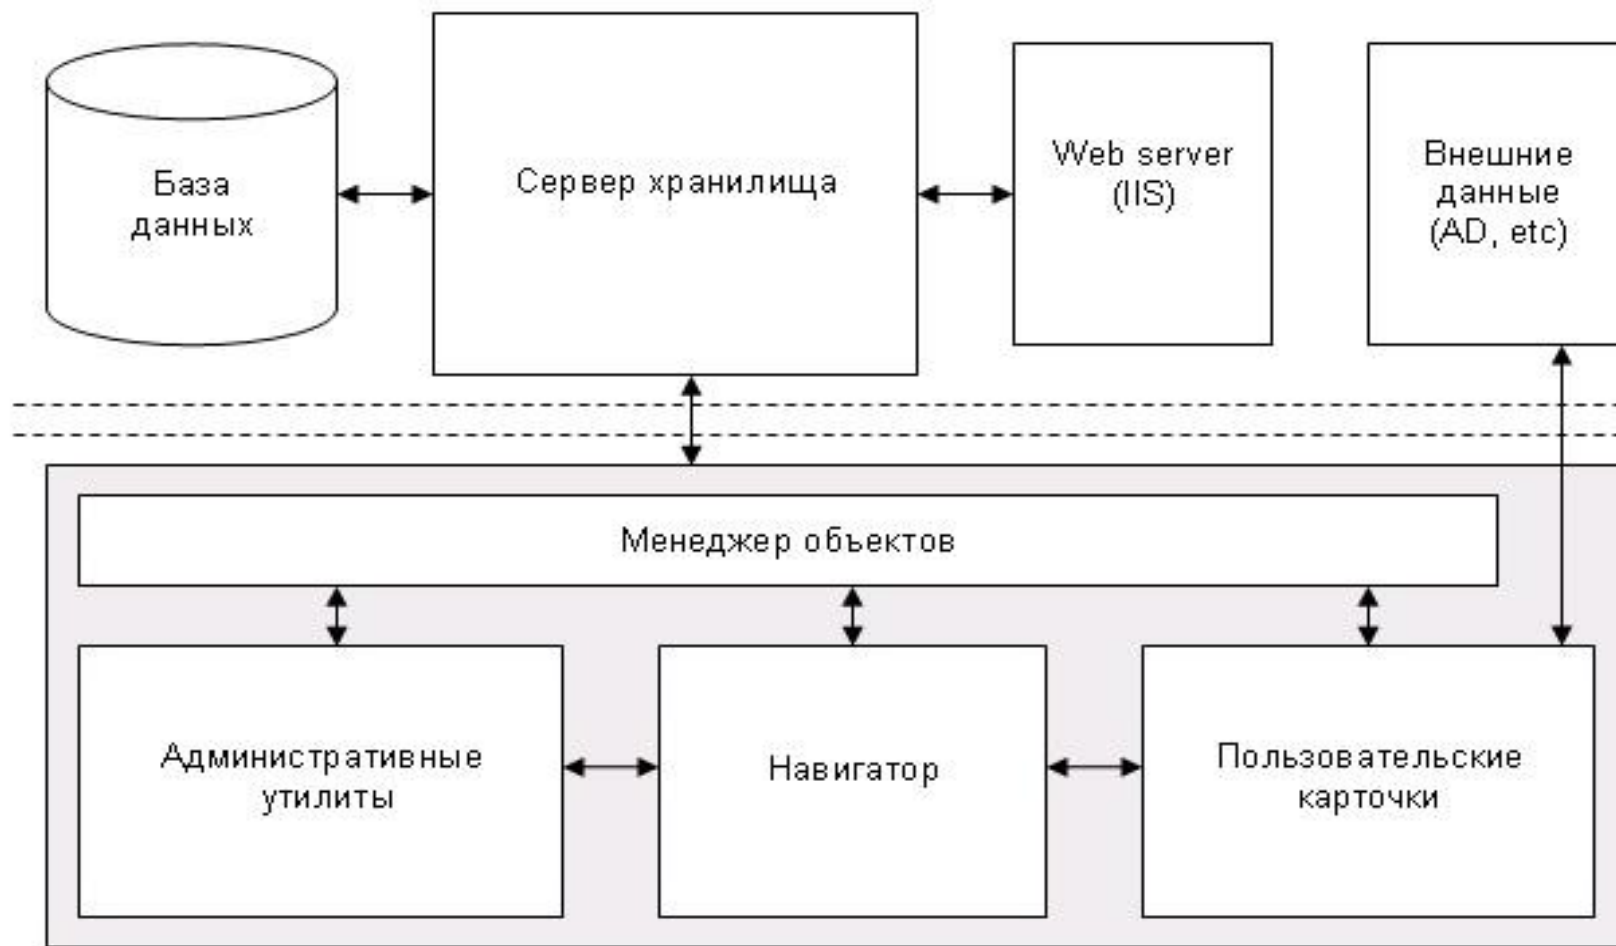 База
данных
Сервер хранилища
Web server
(IIS)
Внешние
данные
(AD, etc)
Менеджер объектов
Административные
утилиты
Навигатор
Пользовательские
карточки